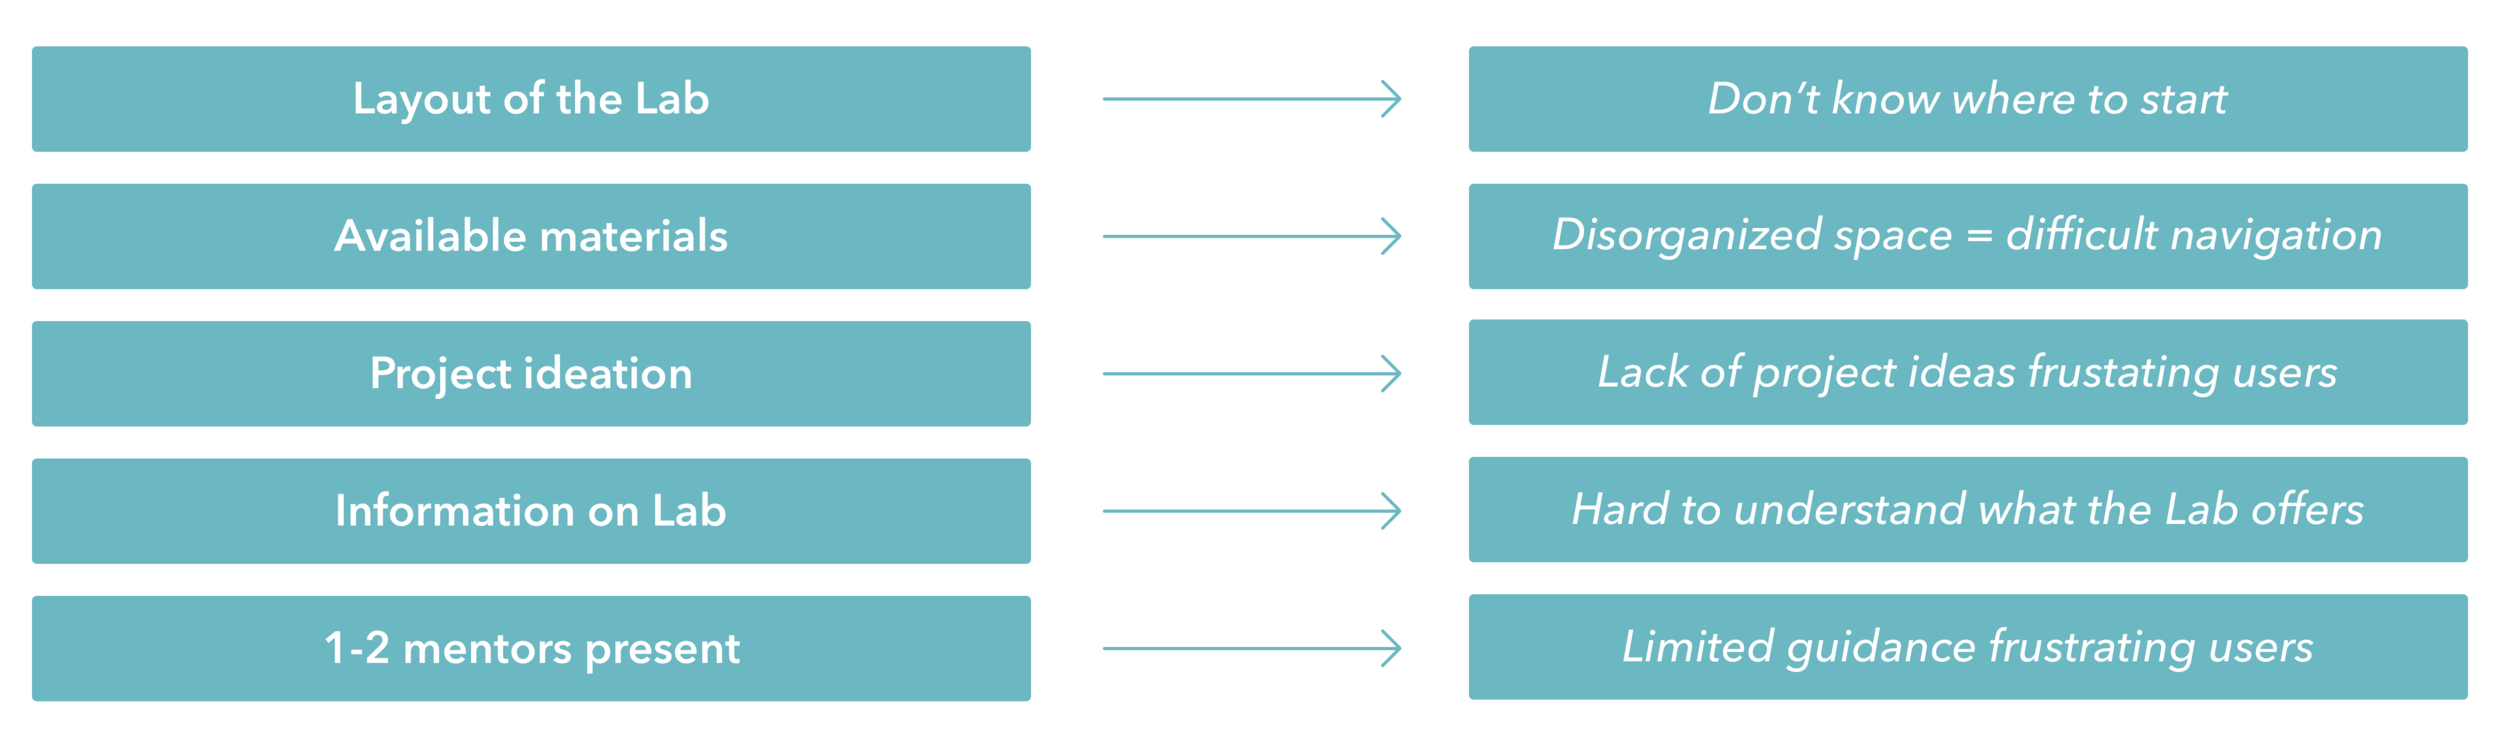 Layout of the Lab
Don't know where to start
Available materials
Disorganized space = difficult navigation
Project ideation
Lack of project ideas frustating users
Information on Lab
Hard to understand what the Lab offers
1-2 mentors present
Limited guidance frustrating users